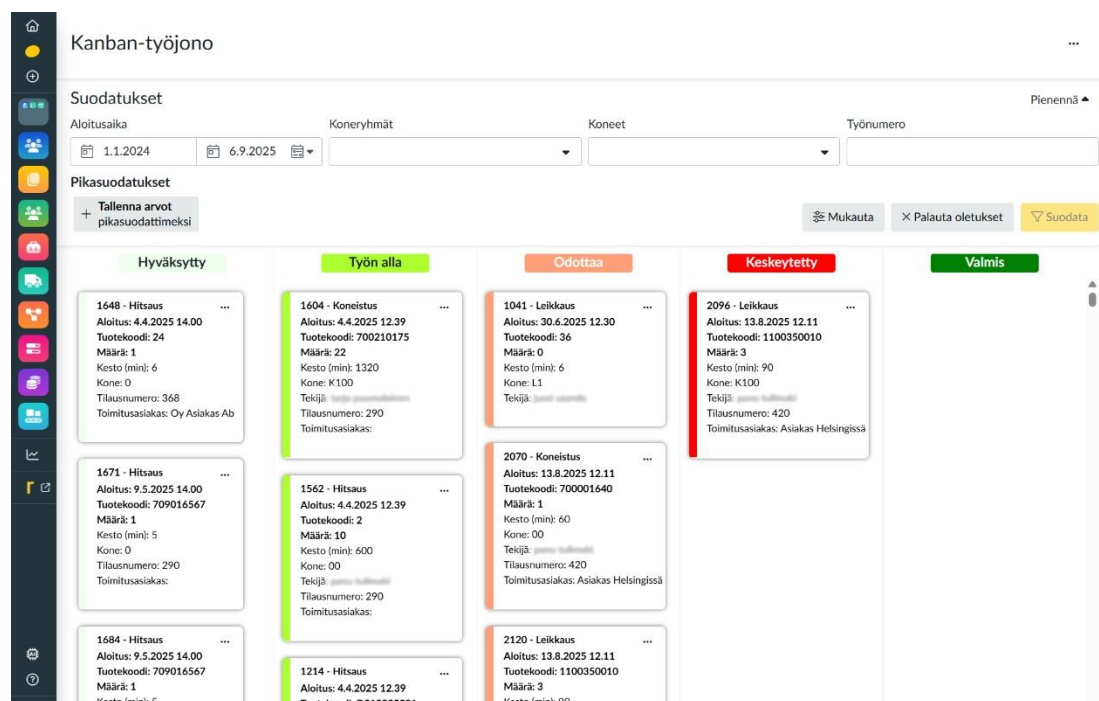 Kanban-työjono
...
Suodatukset
Pienennä
Aloitusaika
Koneryhmät
Koneet
Työnumero
1.1.2024
6.9.2025
Pikasuodatukset
+ Tallenna arvot
pikasuodattimeksi
Mukauta
Palauta oletukset
Suodata
Hyväksytty
1648 - Hitsaus ...
Aloitus: 4.4.2025 14.00
Tuotekoodi: 24
Määrä: 1
Kesto (min): 6
Kone: 0
Tilausnumero: 368
Toimitusasiakas: Oy Asiakas Ab
1671 - Hitsaus ...
Aloitus: 9.5.2025 14.00
Tuotekoodi: 709016567
Määrä: 1
Kesto (min): 5
Kone: 0
Tilausnumero: 290
Toimitusasiakas:
1684 - Hitsaus ...
Aloitus: 9.5.2025 14.00
Tuotekoodi: 709016567
Määrä: 1
Kesto (min): 5
Työn alla
1604 - Koneistus ...
Aloitus: 4.4.2025 12.39
Tuotekoodi: 700210175
Määrä: 22
Kesto (min): 1320
Kone: K100
Tekijä:
Tilausnumero: 290
Toimitusasiakas:
1562 - Hitsaus ...
Aloitus: 4.4.2025 12.39
Tuotekoodi: 2
Määrä: 10
Kesto (min): 600
Kone: 00
Tekijä:
Tilausnumero: 290
Toimitusasiakas:
1214 - Hitsaus ...
Aloitus: 4.4.2025 12.39
Odottaa
1041 - Leikkaus ...
Aloitus: 30.6.2025 12.30
Tuotekoodi: 36
Määrä: 0
Kesto (min): 6
Kone: L1
Tekijä:
2070 - Koneistus ...
Aloitus: 13.8.2025 12.11
Tuotekoodi: 700001640
Määrä: 1
Kesto (min): 60
Kone: 00
Tekijä:
Tilausnumero: 420
Toimitusasiakas: Asiakas Helsingissä
2120 - Leikkaus ...
Aloitus: 13.8.2025 12.11
Tuotekoodi: 1100350010
Määrä: 3
Kesto (min): 90
Keskeytetty
2096 - Leikkaus ...
Aloitus: 13.8.2025 12.11
Tuotekoodi: 1100350010
Määrä: 3
Kesto (min): 90
Kone: K100
Tekijä:
Tilausnumero: 420
Toimitusasiakas: Asiakas Helsingissä
Valmis